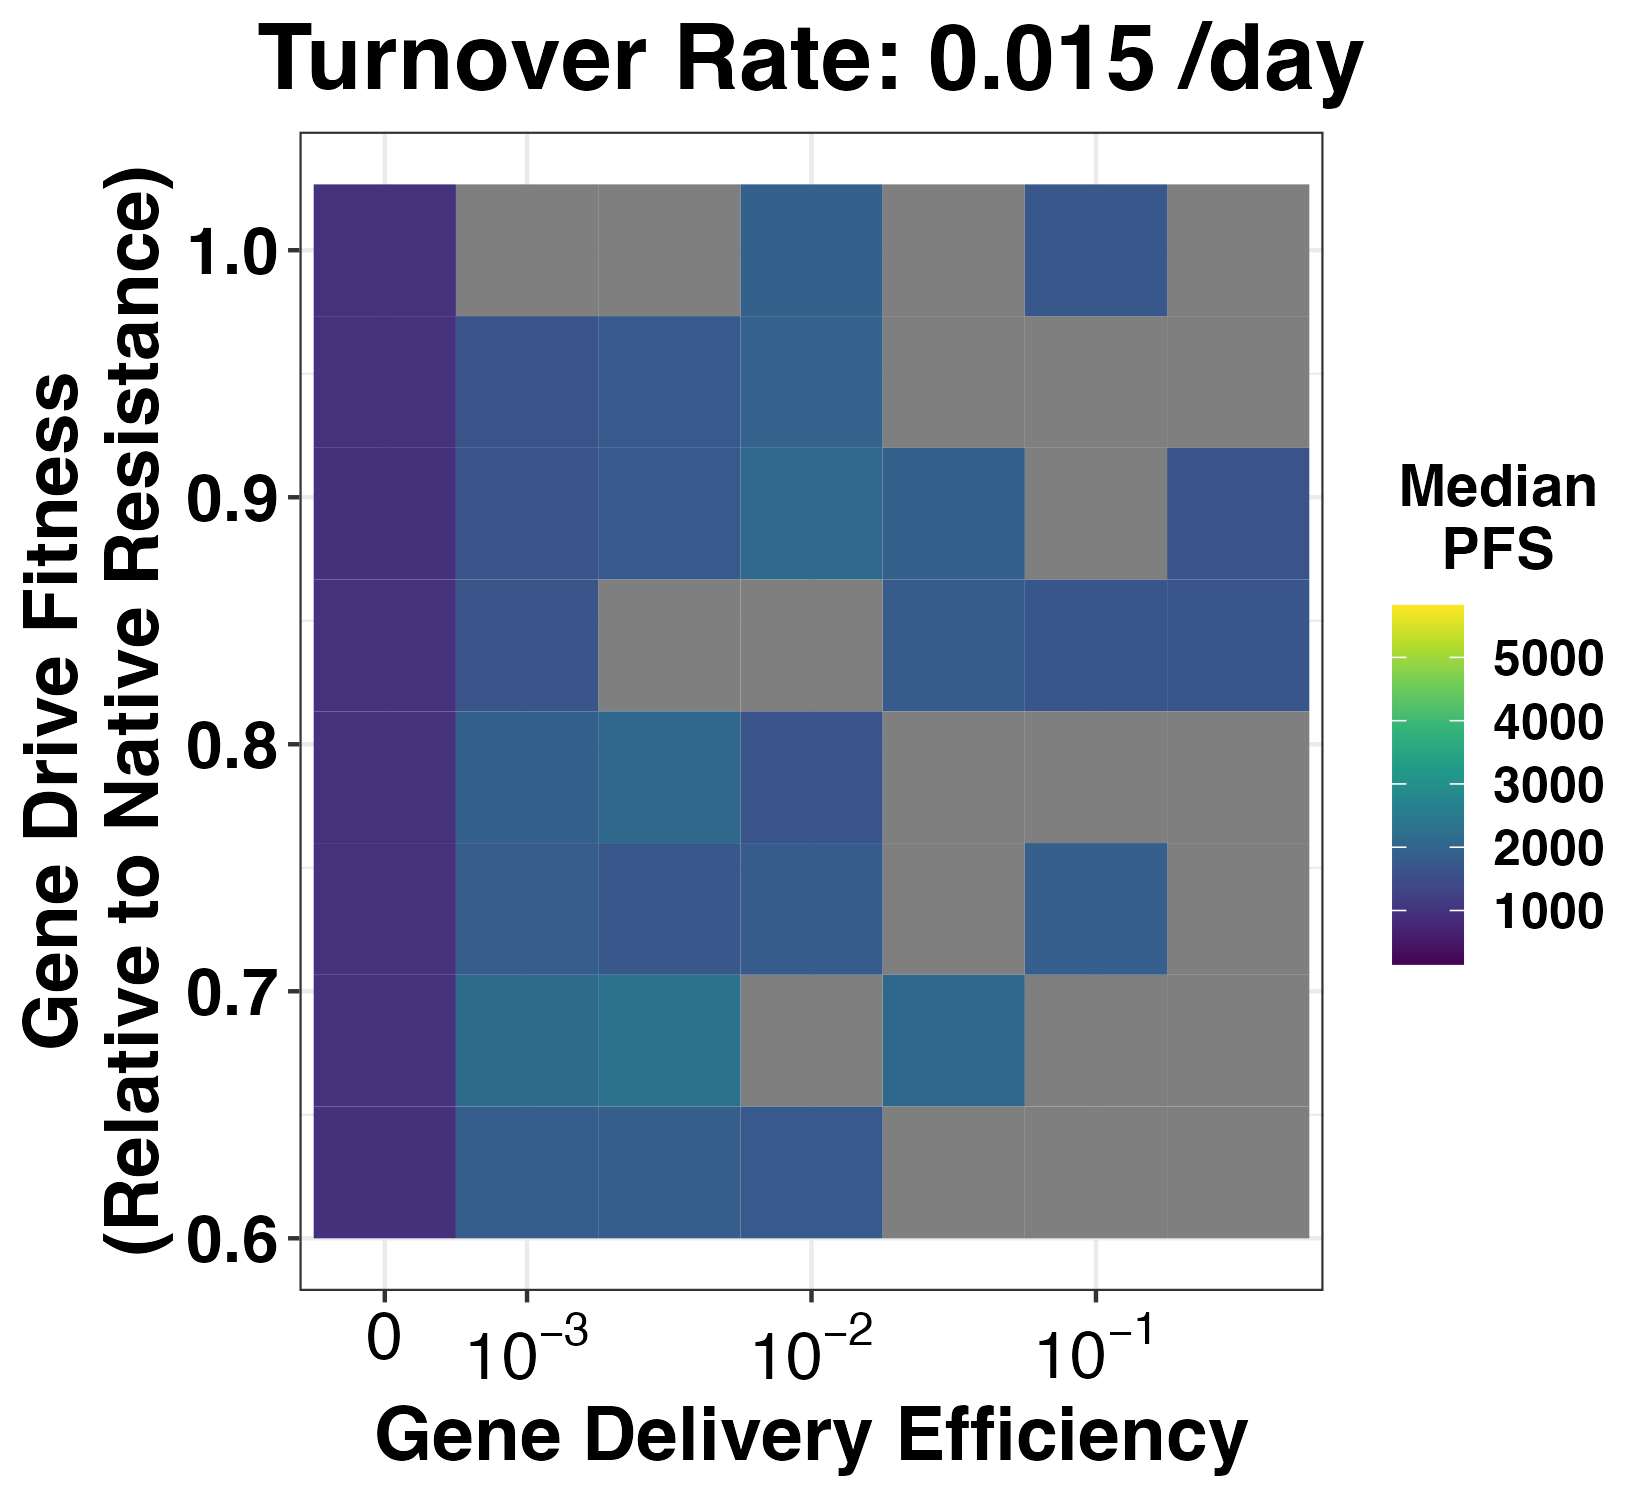 Turnover Rate: 0.015 /day
Gene Drive Fitness
(Relative to Native Resistance)
1.0
0.9
0.8
0.7
0.6
0
10⁻³
10⁻²
10⁻¹
Gene Delivery Efficiency
Median
PFS
5000
4000
3000
2000
1000